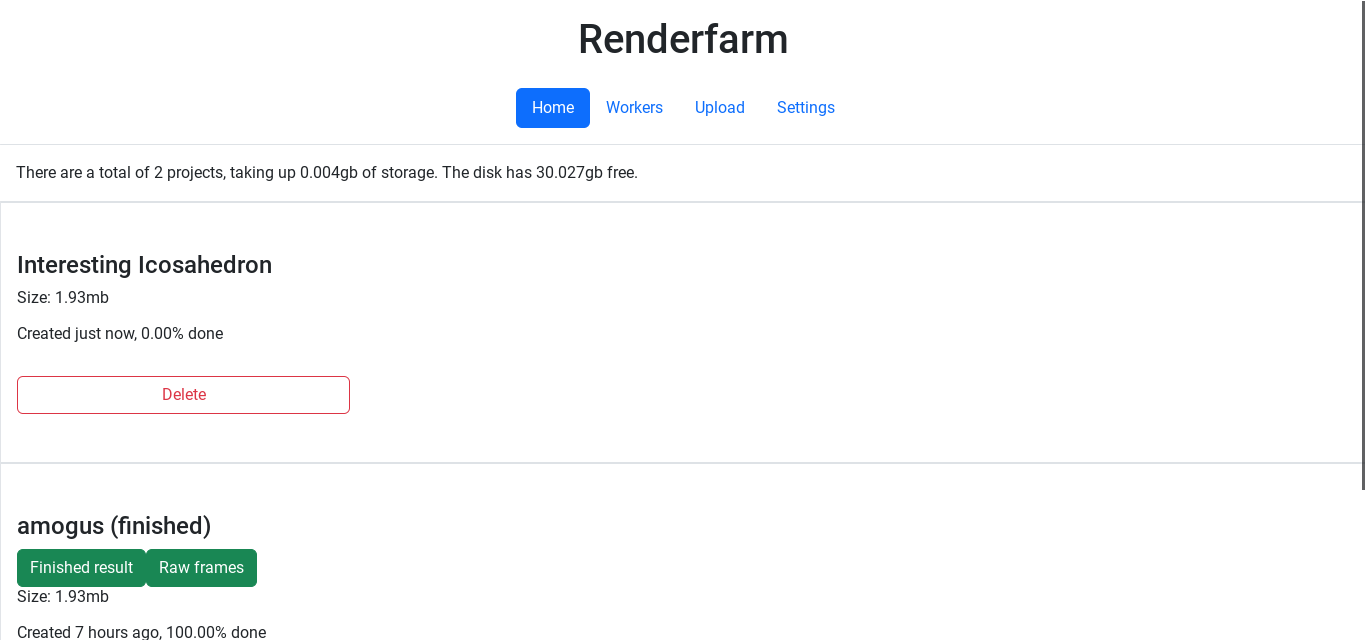 Renderfarm
Home Workers Upload Settings
There are a total of 2 projects, taking up 0.004gb of storage. The disk has 30.027gb free.
Interesting Icosahedron
Size: 1.93mb
Created just now, 0.00% done
Delete
amogus (finished)
Finished result Raw frames
Size: 1.93mb
Created 7 hours ago, 100.00% done